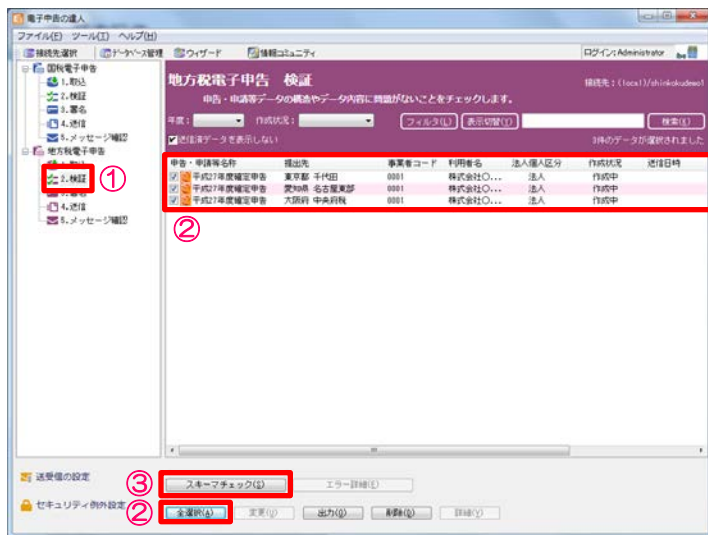 電子申告の達人
ファイル(F) ツール(T) ヘルプ(H)
接続先選択 データベース管理 ウィザード 情報コミュニティ ログイン:Administrator
国税電子申告
1.取込
2.検証
3.署名
4.送信
5.メッセージ確認
地方税電子申告
2.検証 ①
4.送信
5.メッセージ確認
地方税電子申告 検証 接続先:(local)/shinkokudemo1
申告・申請等データの構造やデータ内容に問題がないことをチェックします。
年度: 作成状況: フィルタ(L) 表示切替(T) 検索(K)
送信済データを表示しない 3件のデータが選択されました
申告・申請等名称 提出先 事業者コード 利用者名 法人個人区分 作成状況 送信日時
平成27年度確定申告 東京都 千代田 0001 株式会社○... 法人 作成中
平成27年度確定申告 愛知県 名古屋東部 0001 株式会社○... 法人 作成中
平成27年度確定申告 大阪府 中央府税 0001 株式会社○... 法人 作成中
②
送受信の設定
③ スキーマチェック(S) エラー詳細(E)
セキュリティ例外設定
② 全選択(A) 変更(U) 出力(O) 削除(D) 詳細(Y)